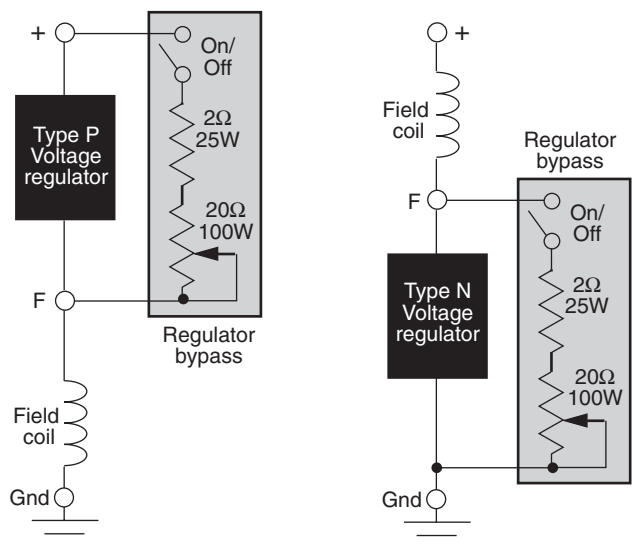 +
On/
Off
2Ω
25W
Type P
Voltage
regulator
20Ω
100W
F
Regulator
bypass
Field
coil
Gnd
+
Field
coil
Regulator
bypass
F
On/
Off
Type N
Voltage
regulator
2Ω
25W
20Ω
100W
Gnd